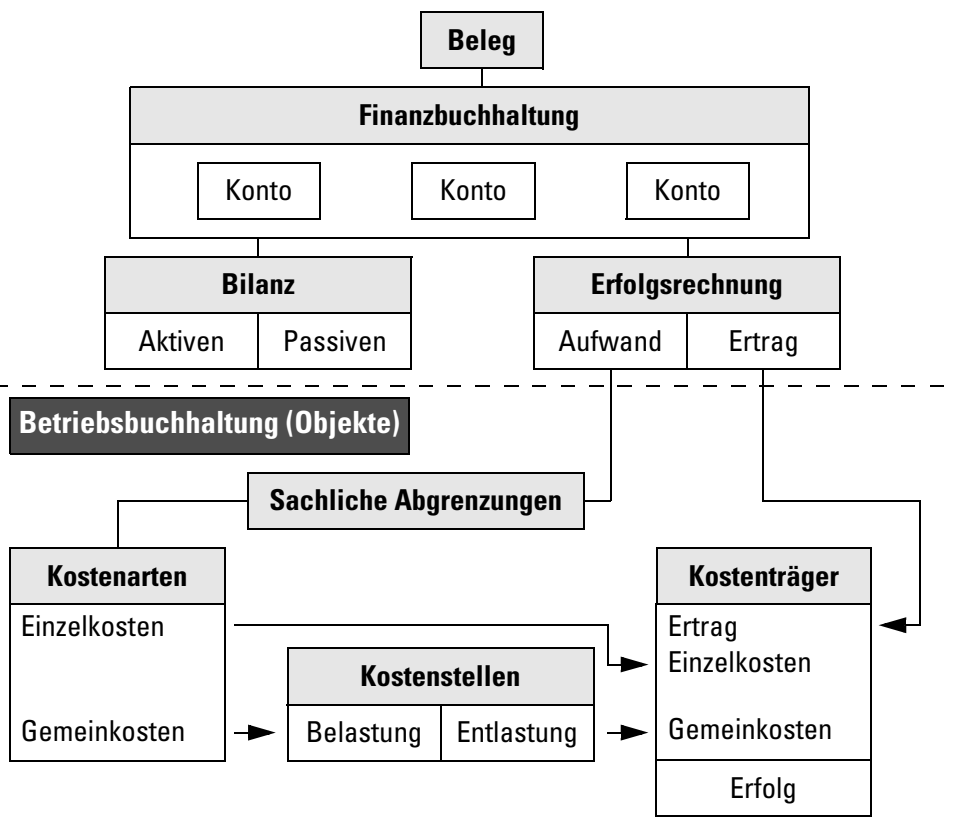 Beleg
Finanzbuchhaltung
Konto Konto Konto
Bilanz Erfolgsrechnung
Aktiven Passiven Aufwand Ertrag
Betriebsbuchhaltung (Objekte)
Sachliche Abgrenzungen
Kostenarten Kostenträger
Einzelkosten Ertrag
Einzelkosten
Kostenstellen
Gemeinkosten Belastung Entlastung Gemeinkosten
Erfolg